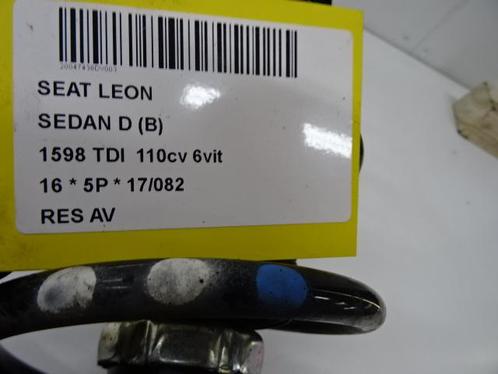 SEAT LEON
SEDAN D (B)
1598 TDI 110cv 6vit
16 * 5P * 17/082
RES AV